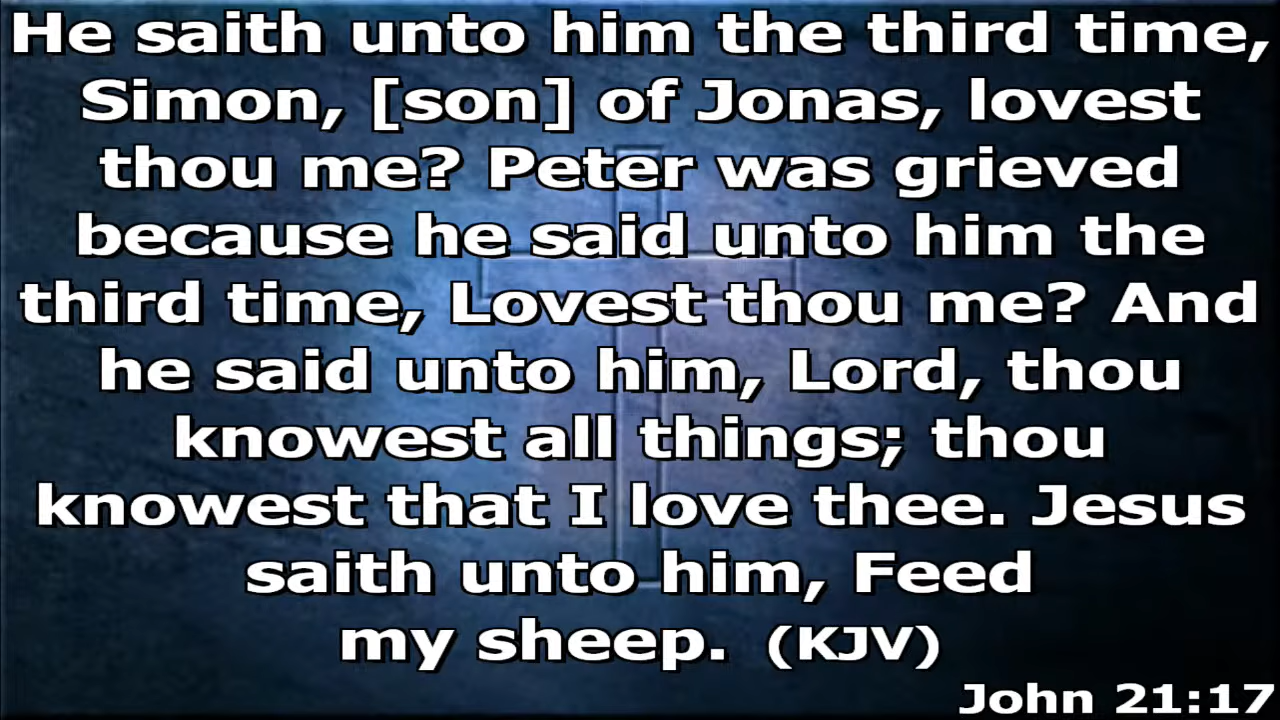 He saith unto him the third time,
Simon, [son] of Jonas, lovest
thou me? Peter was grieved
because he said unto him the
third time, Lovest thou me? And
he said unto him, Lord, thou
knowest all things; thou
knowest that I love thee. Jesus
saith unto him, Feed
my sheep. (KJV)
John 21:17